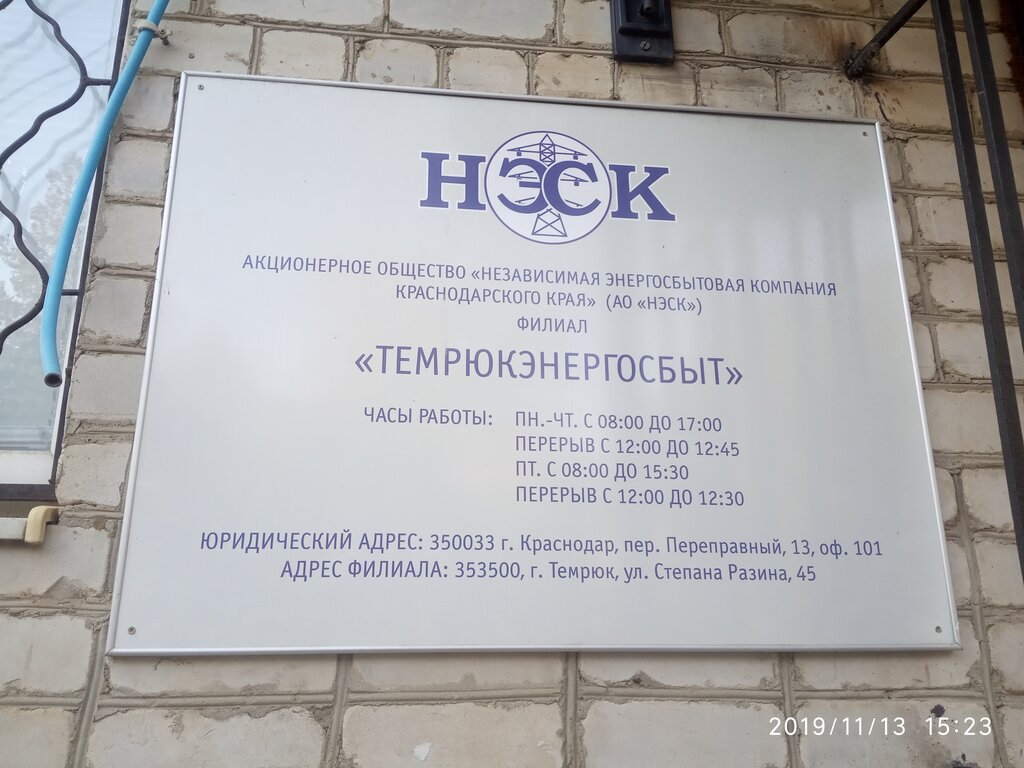 НЭСК
АКЦИОНЕРНОЕ ОБЩЕСТВО «НЕЗАВИСИМАЯ ЭНЕРГОСБЫТОВАЯ КОМПАНИЯ
КРАСНОДАРСКОГО КРАЯ» (АО «НЭСК»)
ФИЛИАЛ
«ТЕМРЮКЭНЕРГОСБЫТ»
ЧАСЫ РАБОТЫ: ПН.-ЧТ. С 08:00 ДО 17:00
ПЕРЕРЫВ С 12:00 ДО 12:45
ПТ. С 08:00 ДО 15:30
ПЕРЕРЫВ С 12:00 ДО 12:30
ЮРИДИЧЕСКИЙ АДРЕС: 350033 г. Краснодар, пер. Переправный, 13, оф. 101
АДРЕС ФИЛИАЛА: 353500, г. Темрюк, ул. Степана Разина, 45
2019/11/13 15:23